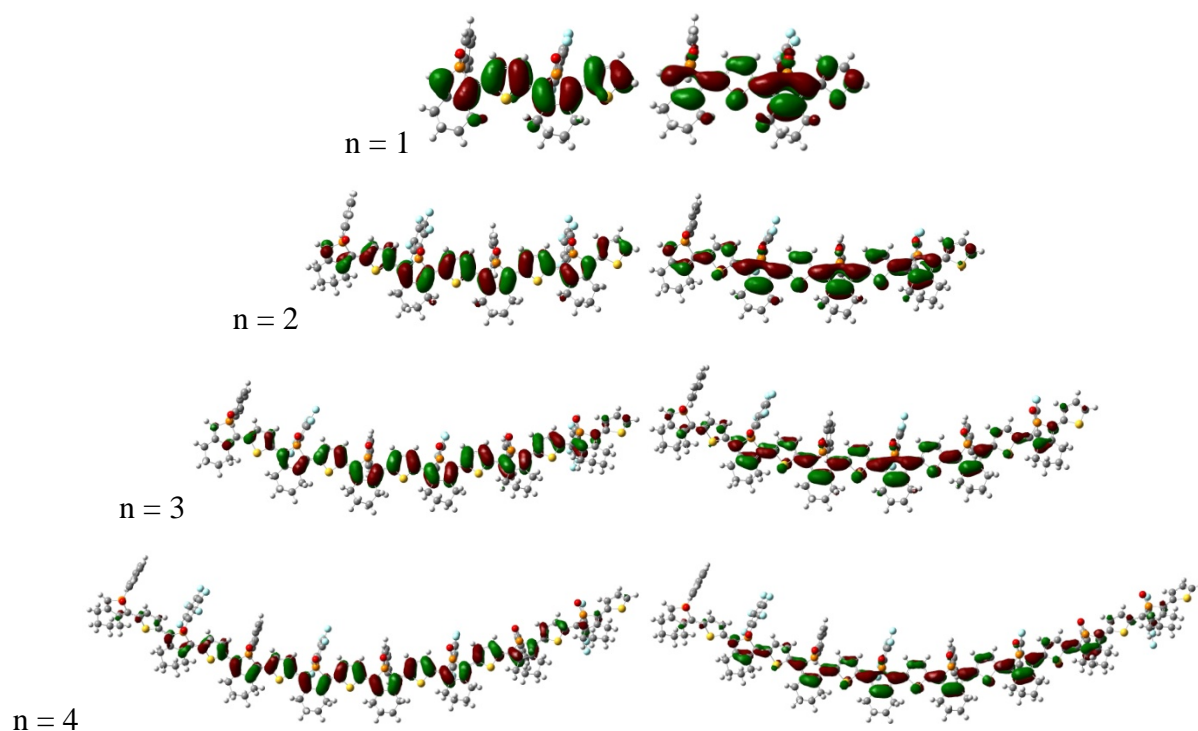 n = 1
n = 2
n = 3
n = 4